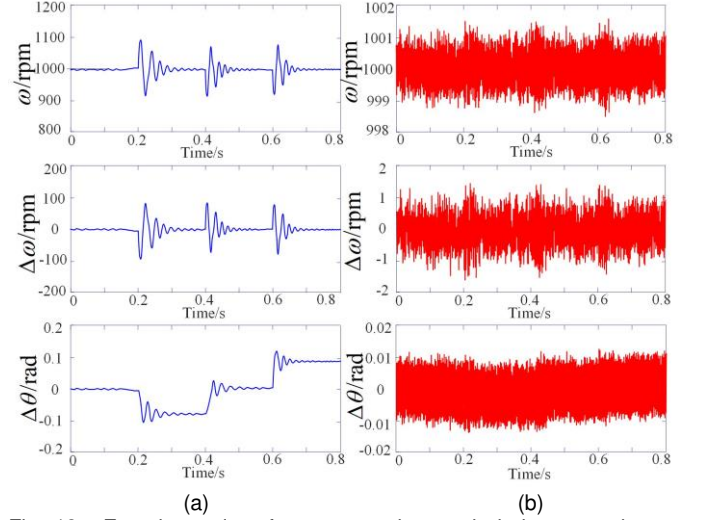 1200
1100
1000
900
800
ω/rpm
0 0.2 0.4 0.6 0.8
Time/s
1002
1001
1000
999
998
ω/rpm
0 0.2 0.4 0.6 0.8
Time/s
200
100
0
-100
-200
Δω/rpm
0 0.2 0.4 0.6 0.8
Time/s
2
1
0
-1
-2
Δω/rpm
0 0.2 0.4 0.6 0.8
Time/s
0.2
0.1
0
-0.1
-0.2
Δθ/rad
0 0.2 0.4 0.6 0.8
Time/s
0.02
0.01
0
-0.01
-0.02
Δθ/rad
0 0.2 0.4 0.6 0.8
Time/s
(a) (b)